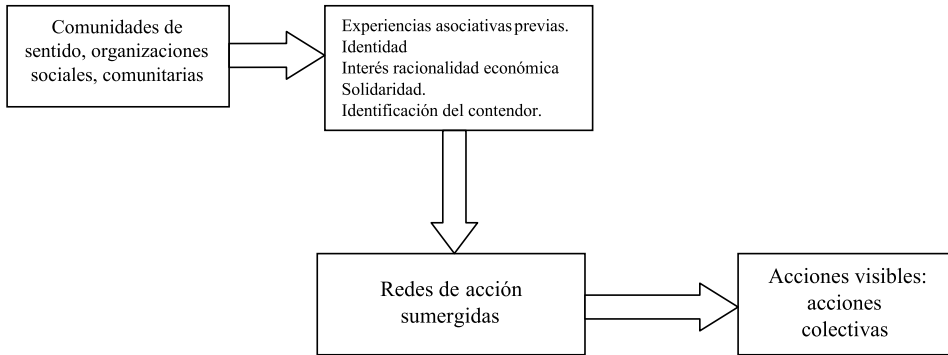 Comunidades de
sentido, organizaciones
sociales, comunitarias
Experiencias asociativas previas.
Identidad
Interés racionalidad económica
Solidaridad.
Identificación del contendor.
Redes de acción
sumergidas
Acciones visibles:
acciones
colectivas